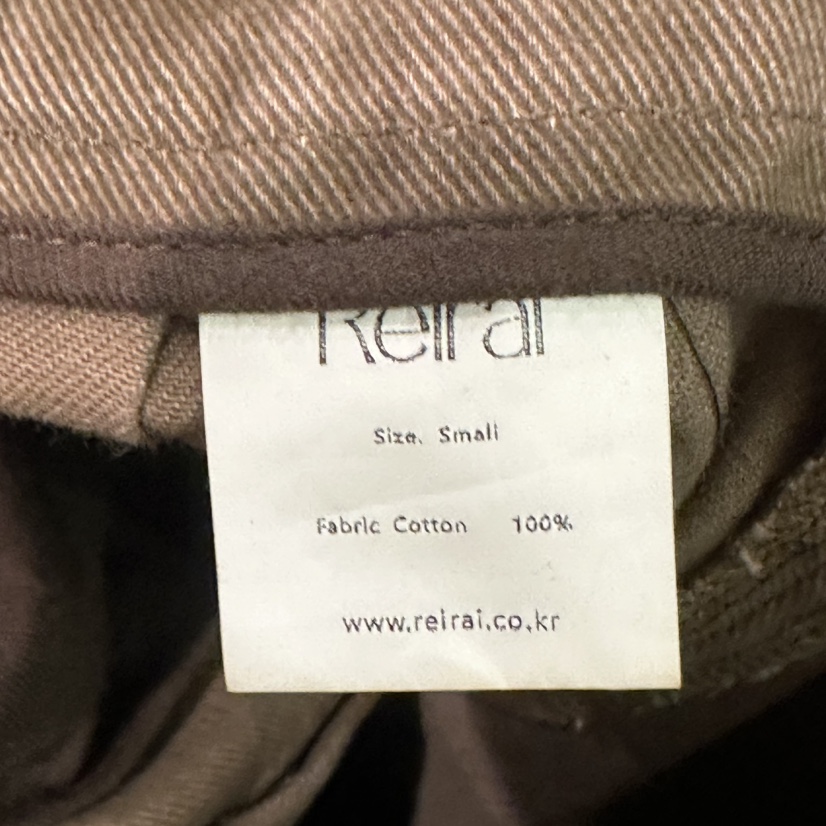 Reirai
Size. Small
Fabric Cotton 100%
www.reirai.co.kr